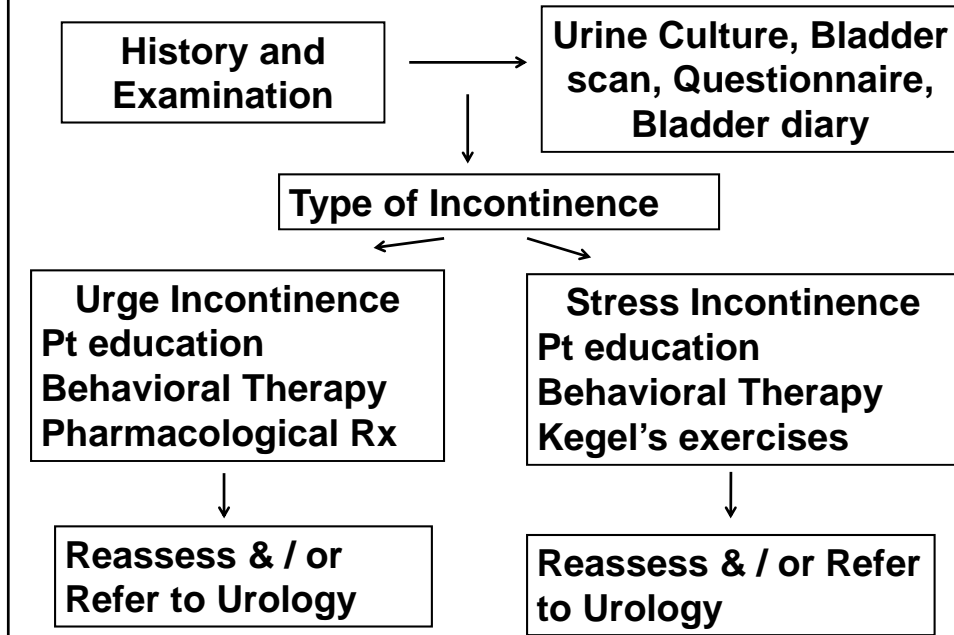 History and
Examination
Urine Culture, Bladder
scan, Questionnaire,
Bladder diary
Type of Incontinence
Urge Incontinence
Pt education
Behavioral Therapy
Pharmacological Rx
Stress Incontinence
Pt education
Behavioral Therapy
Kegel's exercises
Reassess & / or
Refer to Urology
Reassess & / or Refer
to Urology